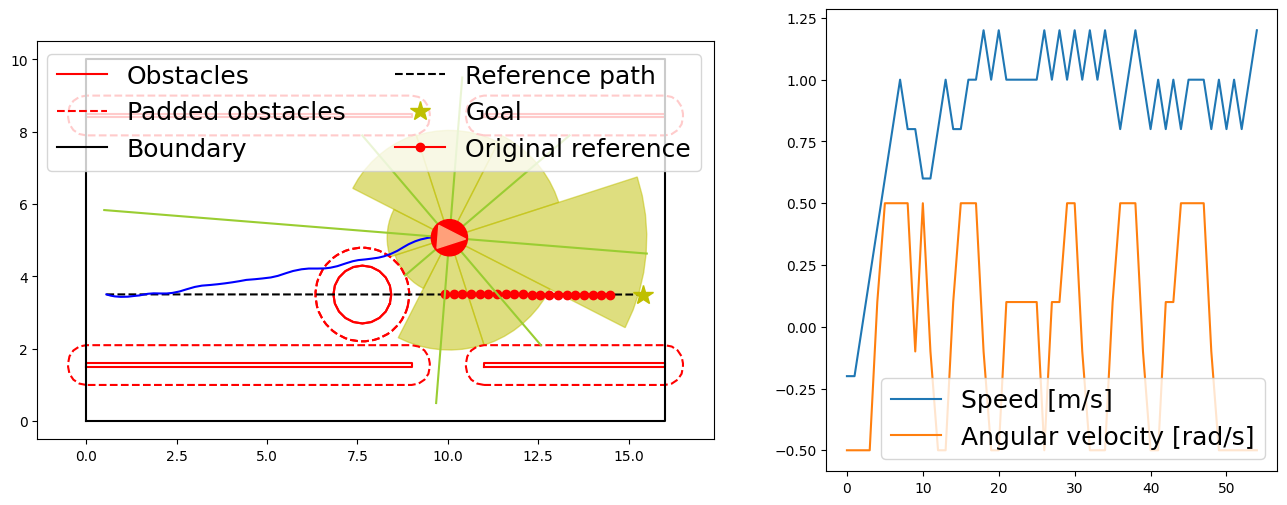 10
8
6
4
2
0
0.0 2.5 5.0 7.5 10.0 12.5 15.0
Obstacles
Padded obstacles
Boundary
Reference path
Goal
Original reference
1.25
1.00
0.75
0.50
0.25
0.00
−0.25
−0.50
0 10 20 30 40 50
Speed [m/s]
Angular velocity [rad/s]